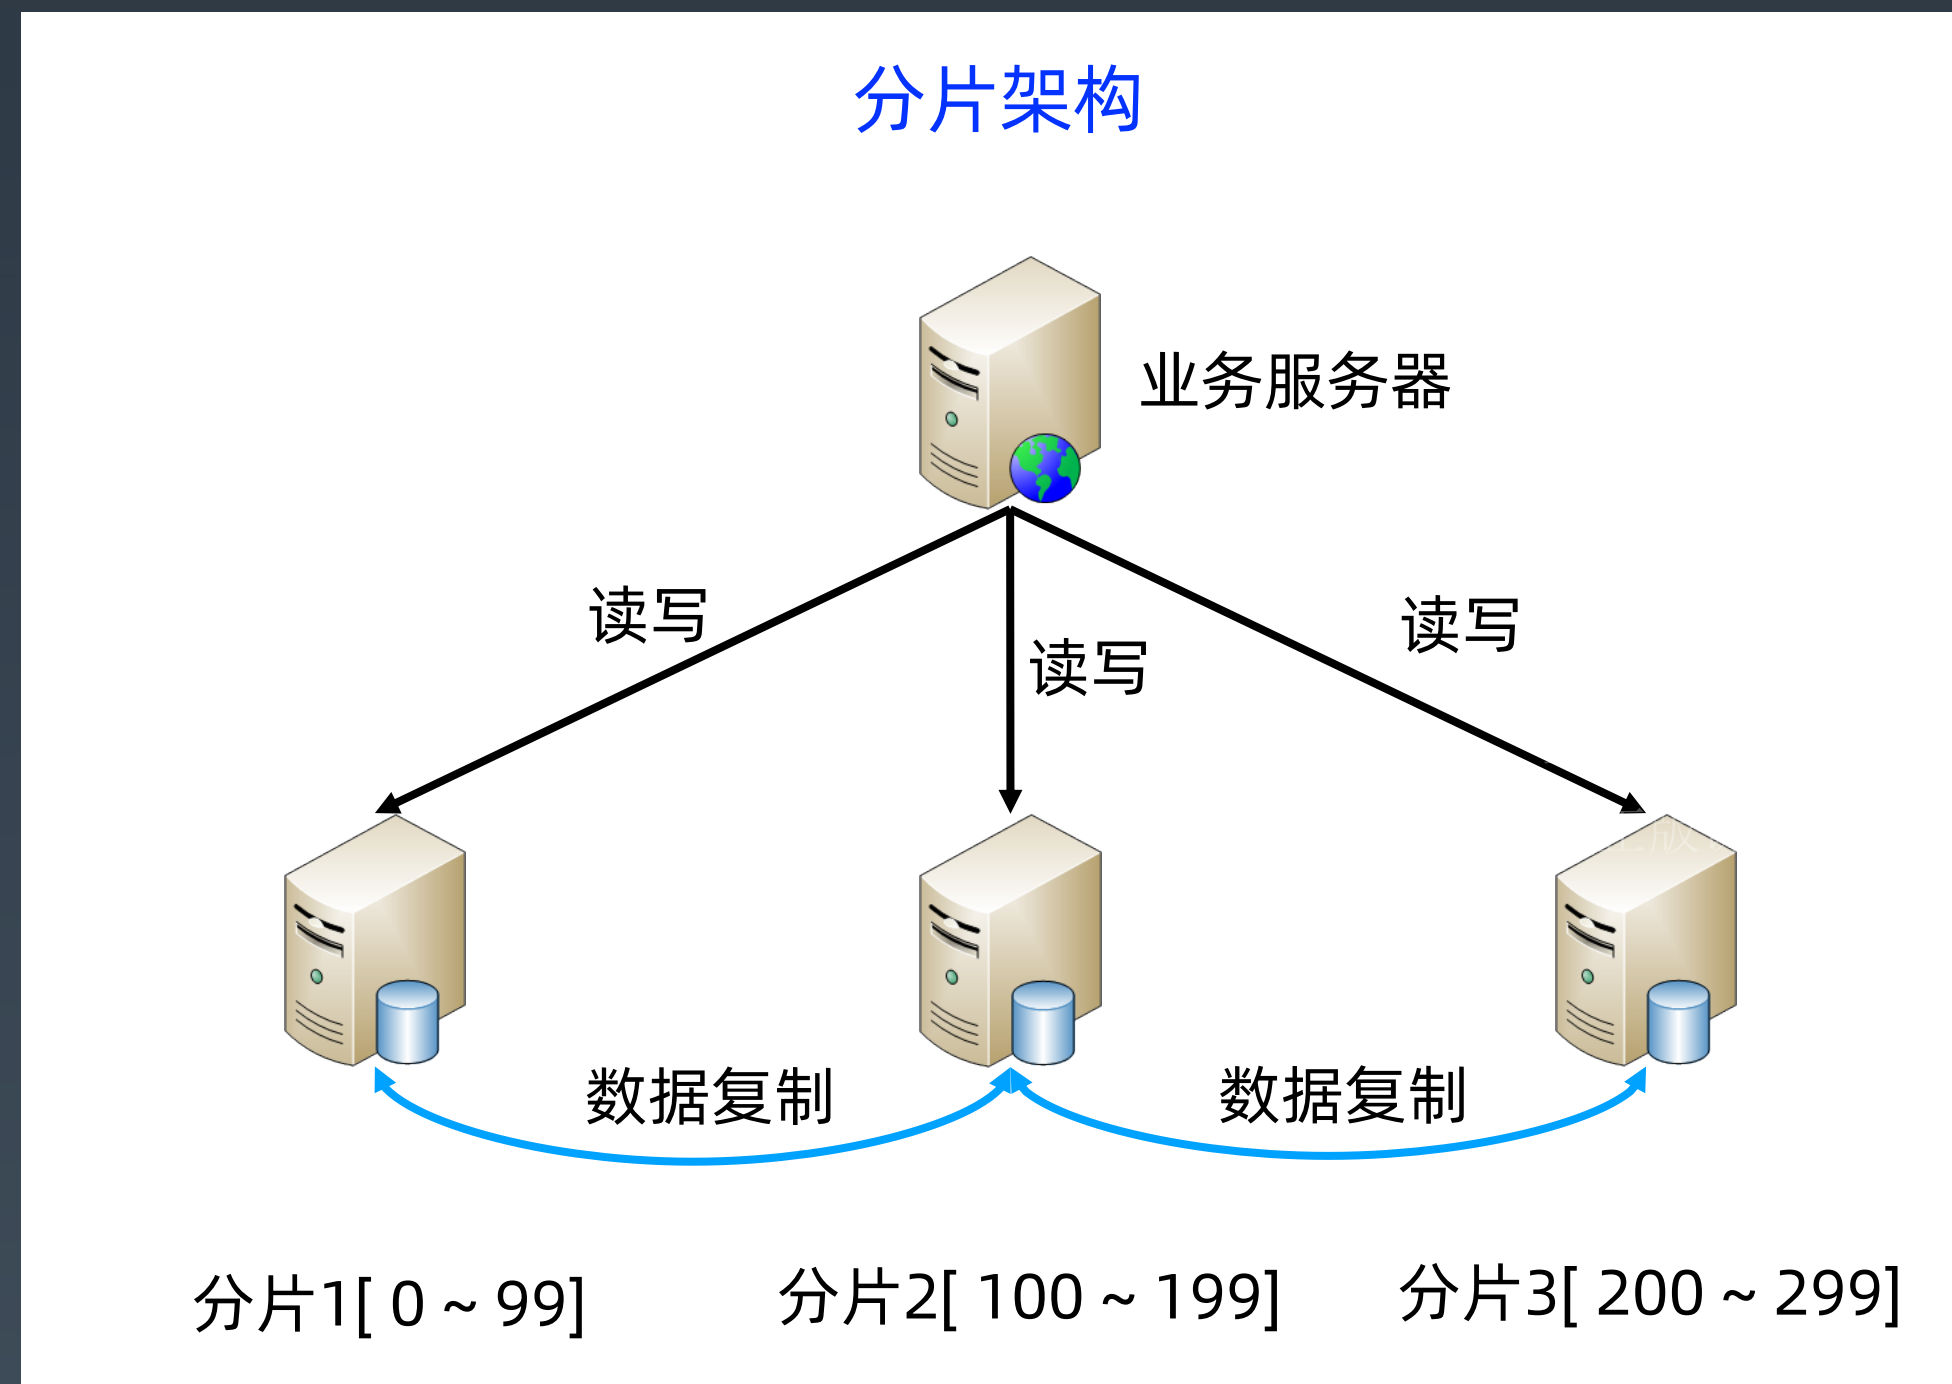 分片架构
业务服务器
读写
读写
读写
数据复制
数据复制
分片1[ 0 ~ 99]
分片2[ 100 ~ 199]
分片3[ 200 ~ 299]